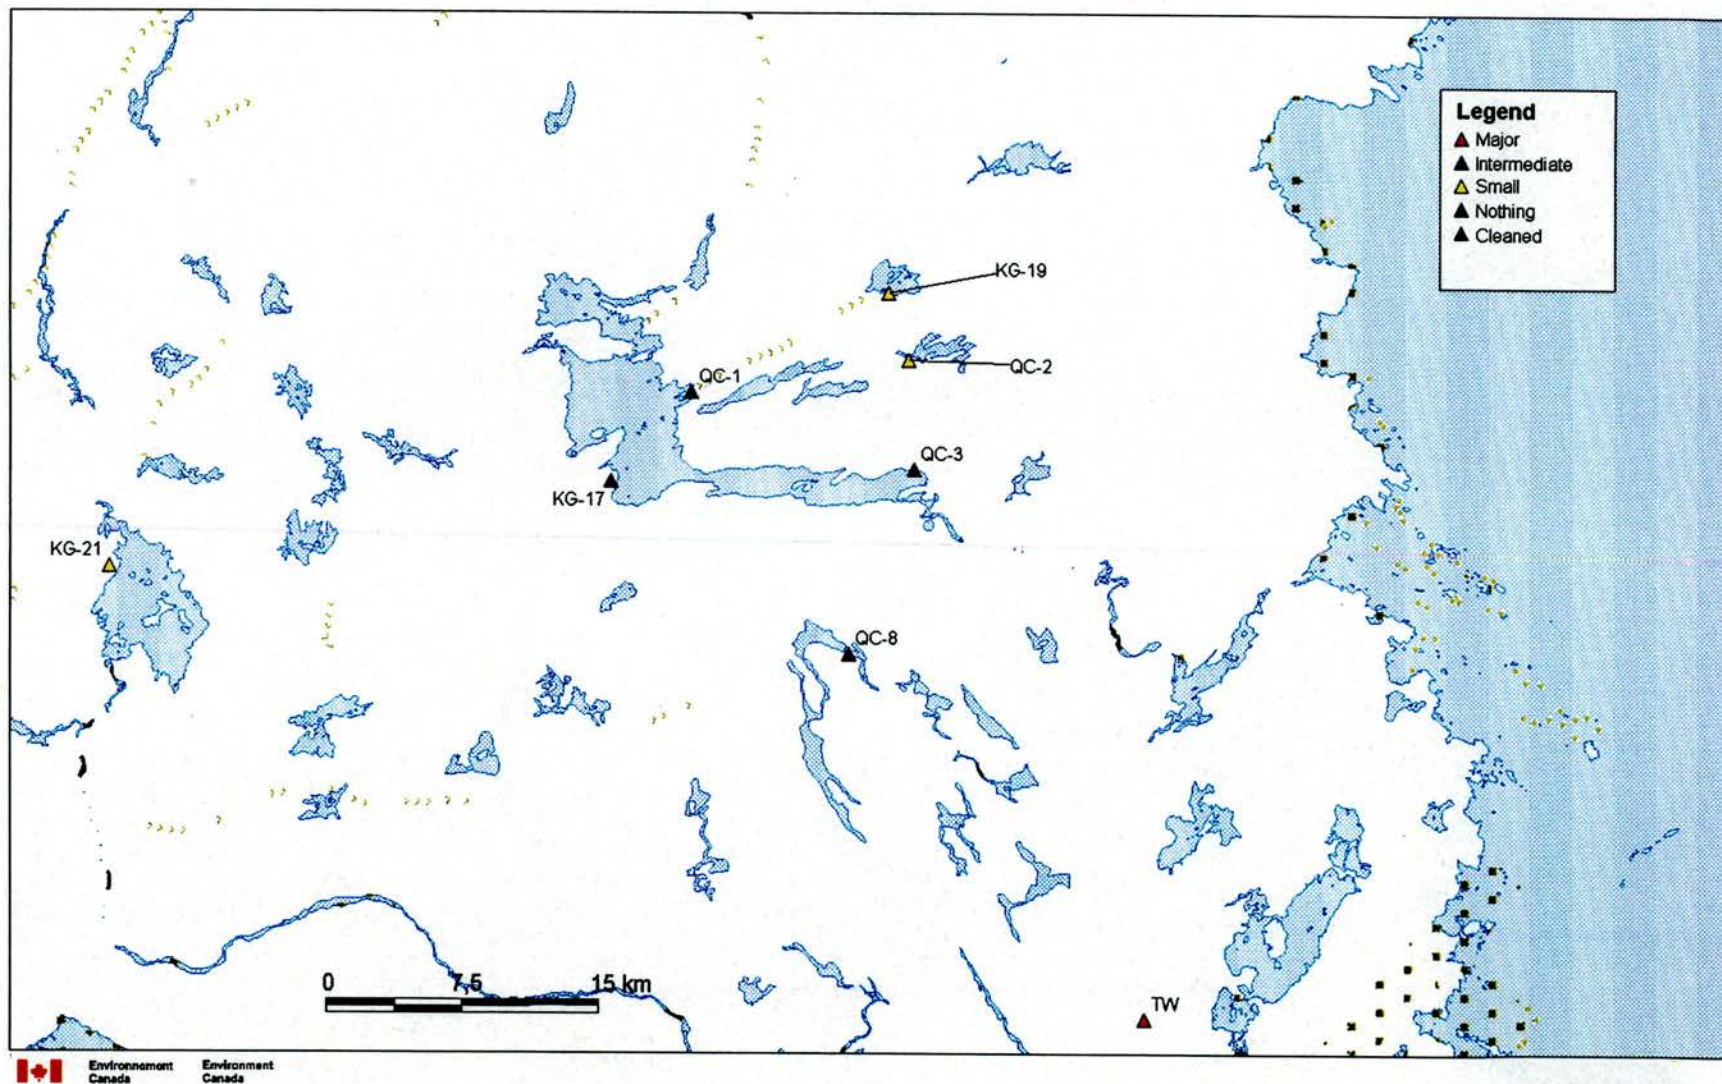 Legend
Major
Intermediate
Small
Nothing
Cleaned
KG-19
QC-2
QC-1
QC-3
KG-17
KG-21
QC-8
0 7,5 15 km
TW
Environnement Environment
Canada Canada